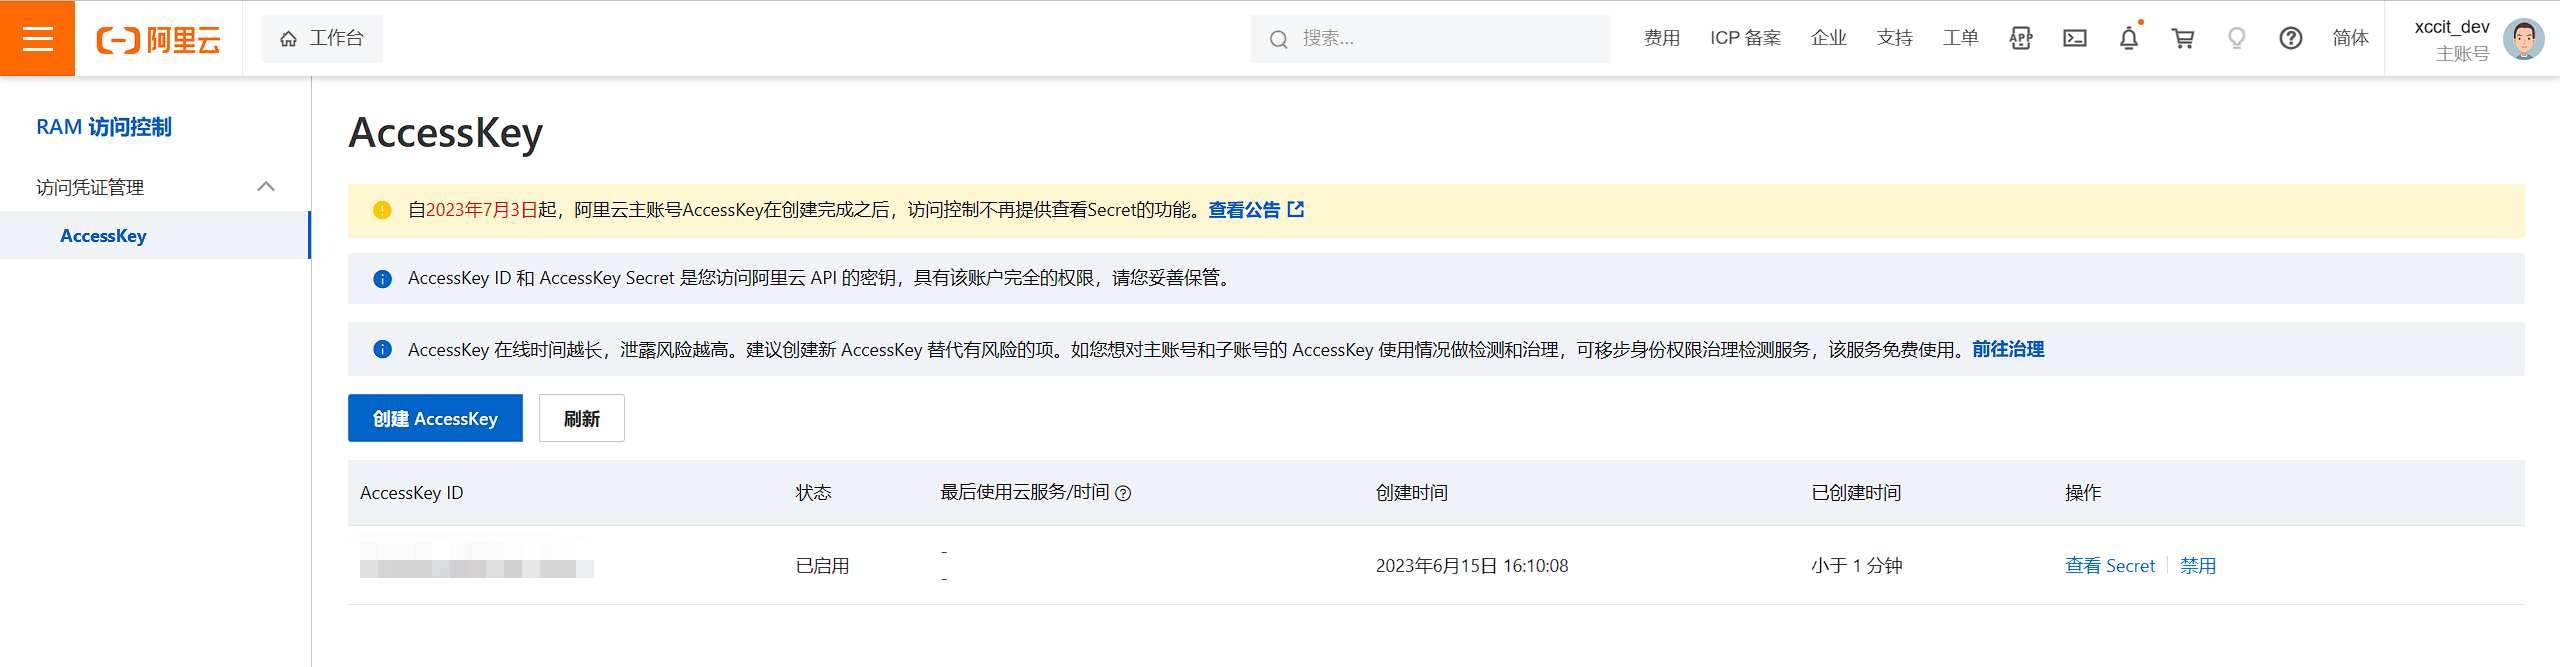 阿里云
工作台
搜索...
费用
ICP 备案
企业
支持
工单
API
简体
xccit_dev
主账号
RAM 访问控制
访问凭证管理
AccessKey
AccessKey
自2023年7月3日起，阿里云主账号AccessKey在创建完成之后，访问控制不再提供查看Secret的功能。查看公告
AccessKey ID 和 AccessKey Secret 是您访问阿里云 API 的密钥，具有该账户完全的权限，请您妥善保管。
AccessKey 在线时间越长，泄露风险越高。建议创建新 AccessKey 替代有风险的项。如您想对主账号和子账号的 AccessKey 使用情况做检测和治理，可移步身份权限治理检测服务，该服务免费使用。前往治理
创建 AccessKey
刷新
AccessKey ID
状态
最后使用云服务/时间
创建时间
已创建时间
操作
已启用
-
-
2023年6月15日 16:10:08
小于 1 分钟
查看 Secret
禁用